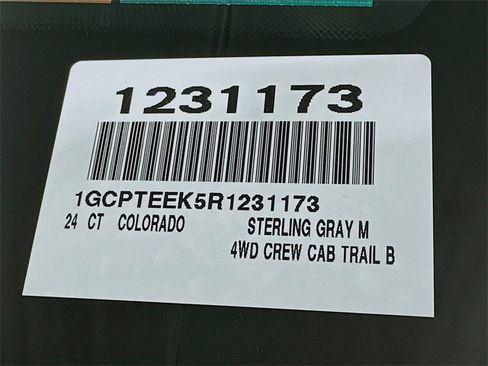 1231173
1GCPTEEK5R1231173
24 CT COLORADO STERLING GRAY M
4WD CREW CAB TRAIL B